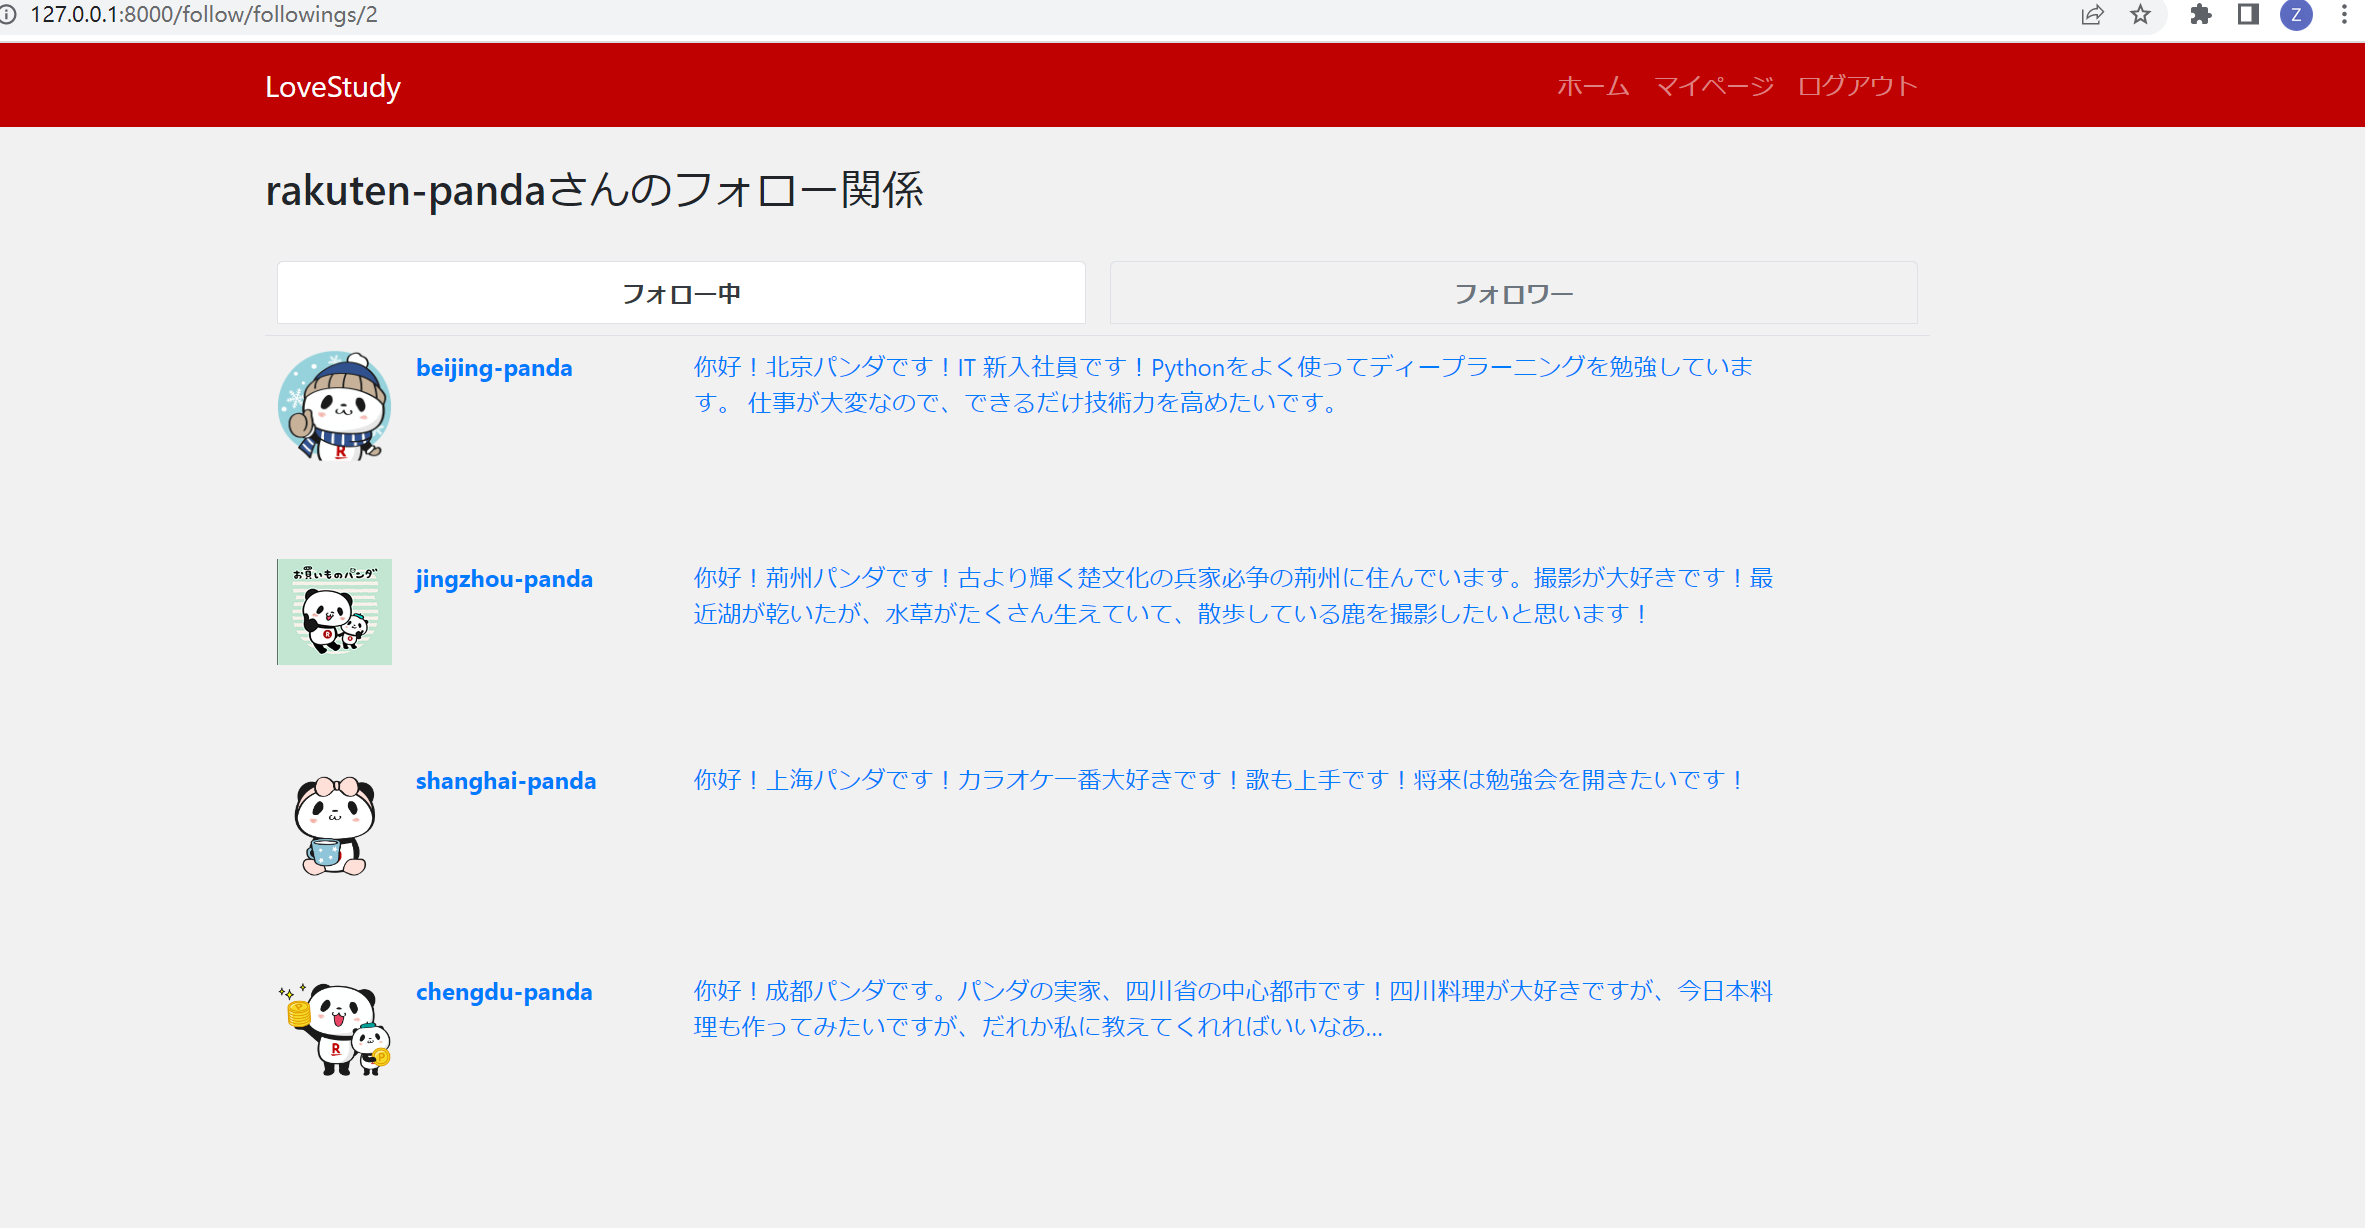 127.0.0.1:8000/follow/followings/2
Z
LoveStudy
ホーム マイページ ログアウト
rakuten-pandaさんのフォロー関係
フォロー中 フォロワー
beijing-panda
你好！北京パンダです！IT 新入社員です！Pythonをよく使ってディープラーニングを勉強していま
す。 仕事が大変なので、できるだけ技術力を高めたいです。
R
お買いものパンダ
jingzhou-panda
你好！荊州パンダです！古より輝く楚文化の兵家必争の荊州に住んでいます。撮影が大好きです！最
近湖が乾いたが、水草がたくさん生えていて、散歩している鹿を撮影したいと思います！
R
shanghai-panda
你好！上海パンダです！カラオケ一番大好きです！歌も上手です！将来は勉強会を開きたいです！
chengdu-panda
你好！成都パンダです。パンダの実家、四川省の中心都市です！四川料理が大好きですが、今日本料
理も作ってみたいですが、だれか私に教えてくれればいいなあ...
R
P